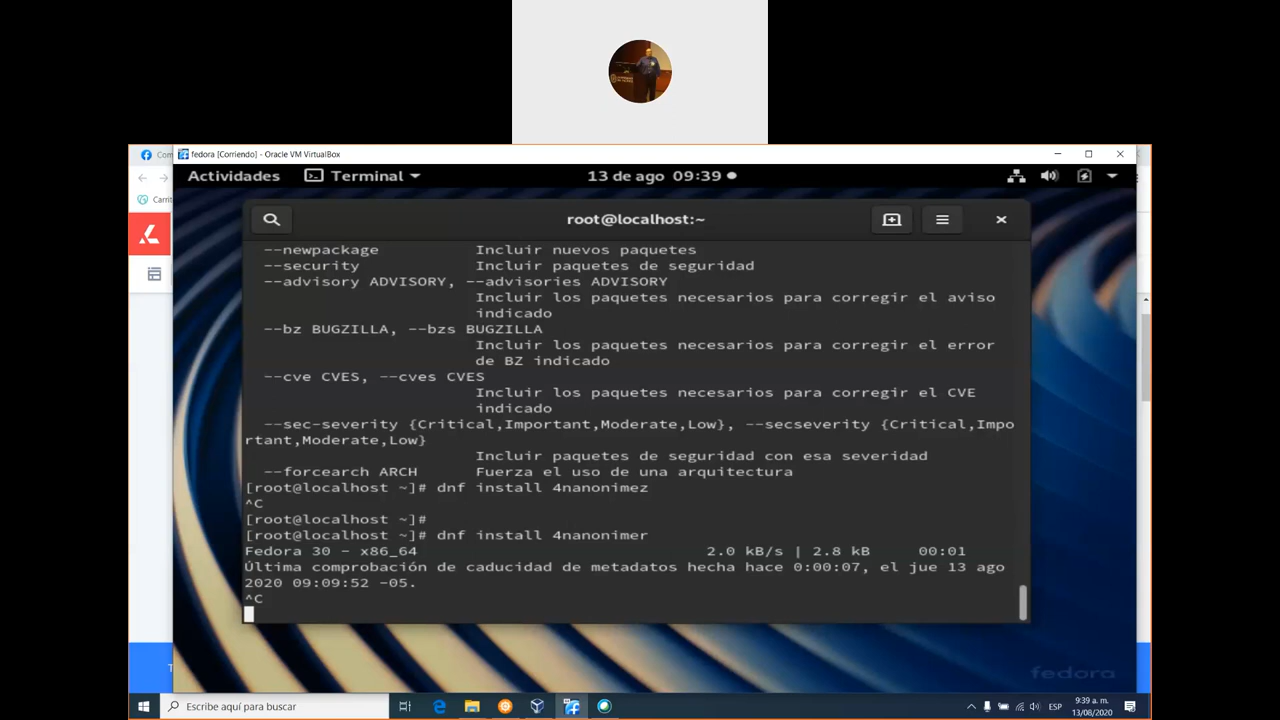 Com
fedora [Corriendo] - Oracle VM VirtualBox
Actividades Terminal 13 de ago 09:39
Carrit
root@localhost:~
--newpackage Incluir nuevos paquetes
--security Incluir paquetes de seguridad
--advisory ADVISORY, --advisories ADVISORY
Incluir los paquetes necesarios para corregir el aviso
indicado
--bz BUGZILLA, --bzs BUGZILLA
Incluir los paquetes necesarios para corregir el error
de BZ indicado
--cve CVES, --cves CVES
Incluir los paquetes necesarios para corregir el CVE
indicado
--sec-severity {Critical,Important,Moderate,Low}, --secseverity {Critical,Impo
rtant,Moderate,Low}
Incluir paquetes de seguridad con esa severidad
--forcearch ARCH Fuerza el uso de una arquitectura
[root@localhost ~]# dnf install 4nanonimez
^C
[root@localhost ~]#
[root@localhost ~]# dnf install 4nanonimer
Fedora 30 - x86_64 2.0 kB/s | 2.8 kB 00:01
Última comprobación de caducidad de metadatos hecha hace 0:00:07, el jue 13 ago
2020 09:09:52 -05.
^C
fedora
Escribe aquí para buscar
ESP
9:39 a. m.
13/08/2020